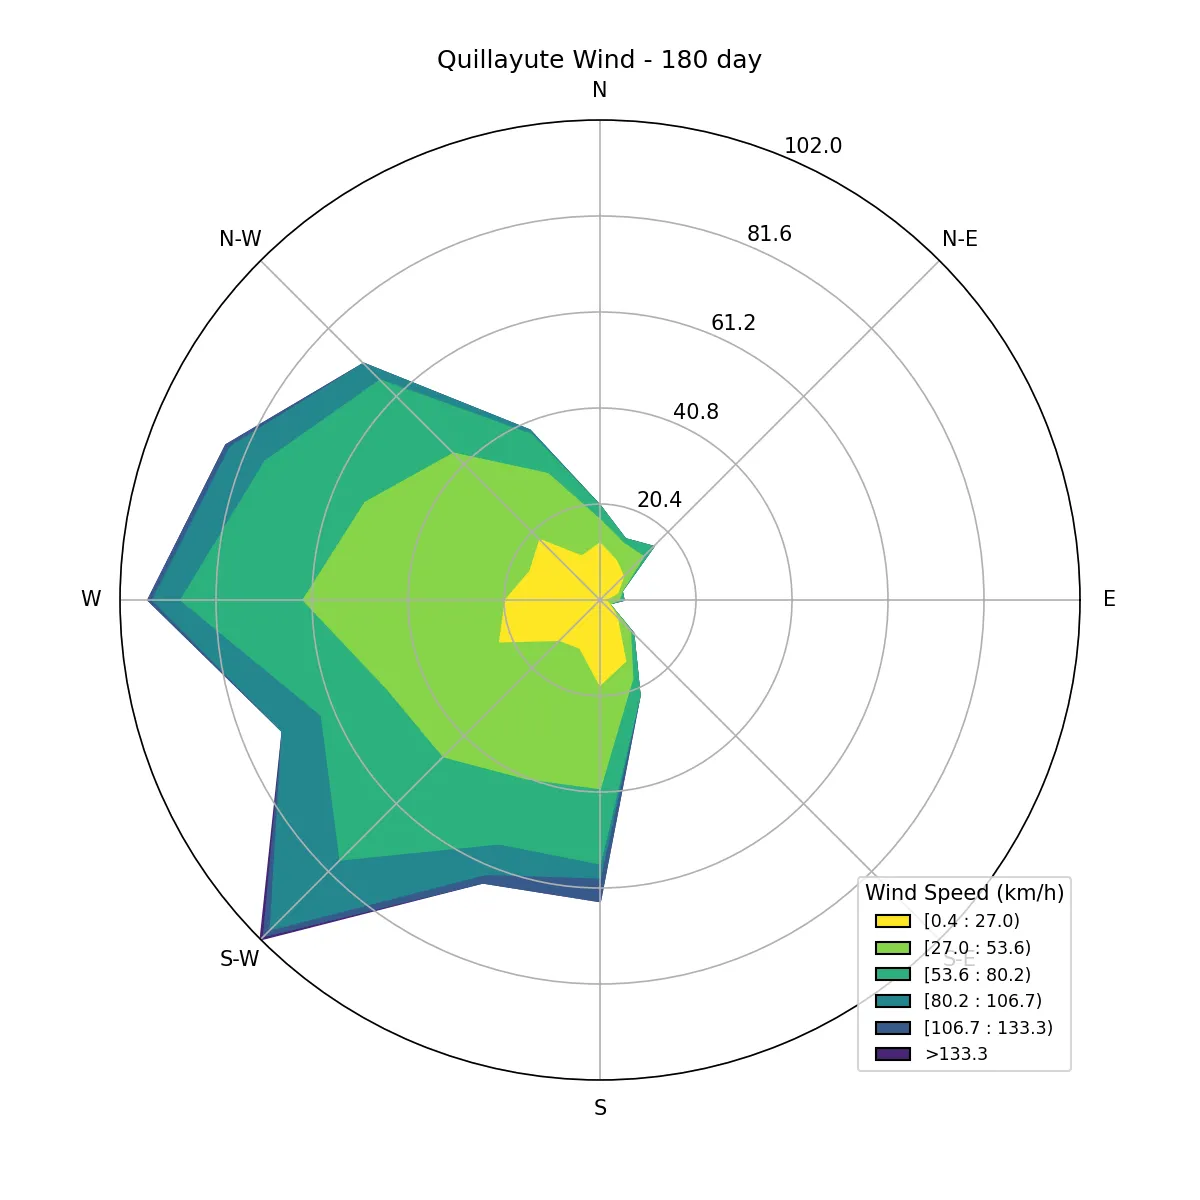 Quillayute Wind - 180 day
N
102.0
N-W
81.6
N-E
61.2
40.8
20.4
W
E
S-W
S-E
S
Wind Speed (km/h)
[0.4 : 27.0)
[27.0 : 53.6)
[53.6 : 80.2)
[80.2 : 106.7)
[106.7 : 133.3)
>133.3